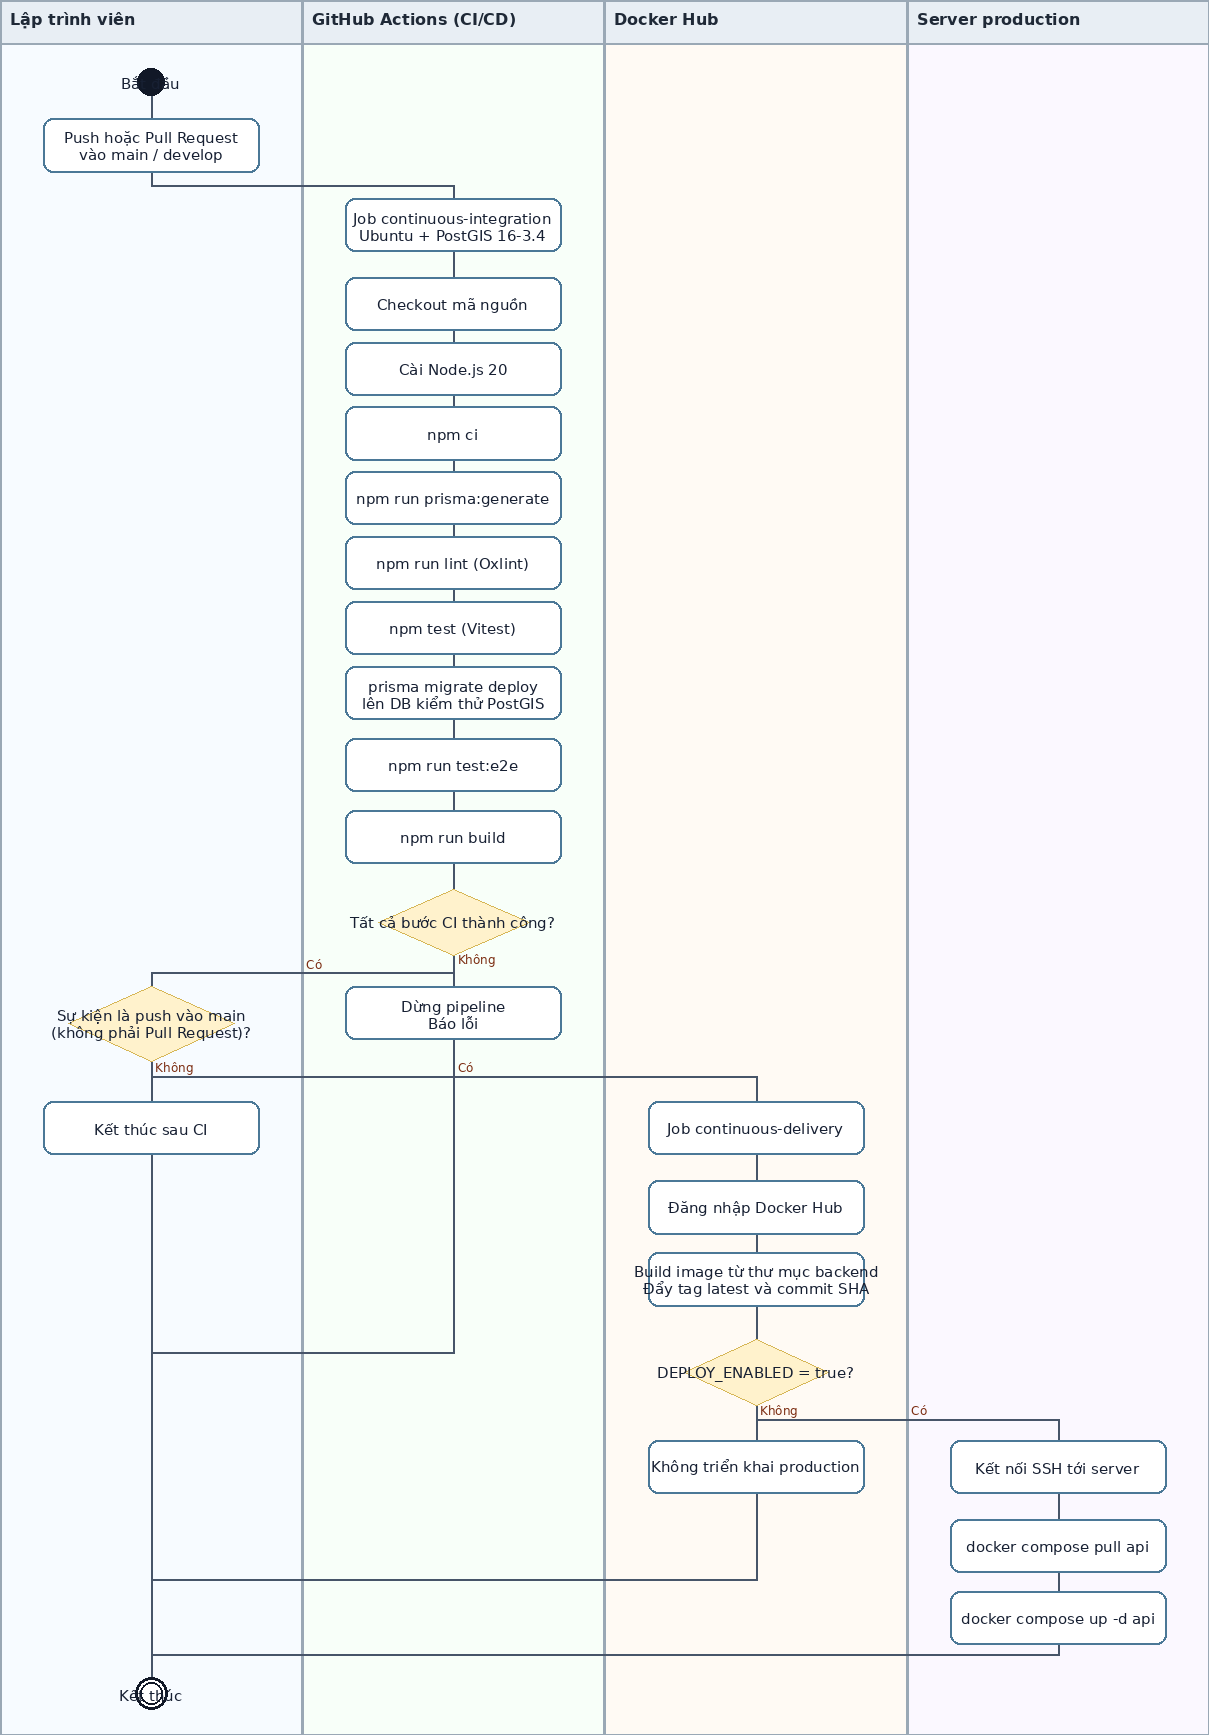 Lập trình viên
GitHub Actions (CI/CD)
Docker Hub
Server production
Bắt đầu
Push hoặc Pull Request
vào main / develop
Job continuous-integration
Ubuntu + PostGIS 16-3.4
Checkout mã nguồn
Cài Node.js 20
npm ci
npm run prisma:generate
npm run lint (Oxlint)
npm test (Vitest)
prisma migrate deploy
lên DB kiểm thử PostGIS
npm run test:e2e
npm run build
Tất cả bước CI thành công?
Không
Có
Dừng pipeline
Báo lỗi
Sự kiện là push vào main
(không phải Pull Request)?
Không
Có
Kết thúc sau CI
Job continuous-delivery
Đăng nhập Docker Hub
Build image từ thư mục backend
Đẩy tag latest và commit SHA
DEPLOY_ENABLED = true?
Không
Có
Không triển khai production
Kết nối SSH tới server
docker compose pull api
docker compose up -d api
Kết thúc